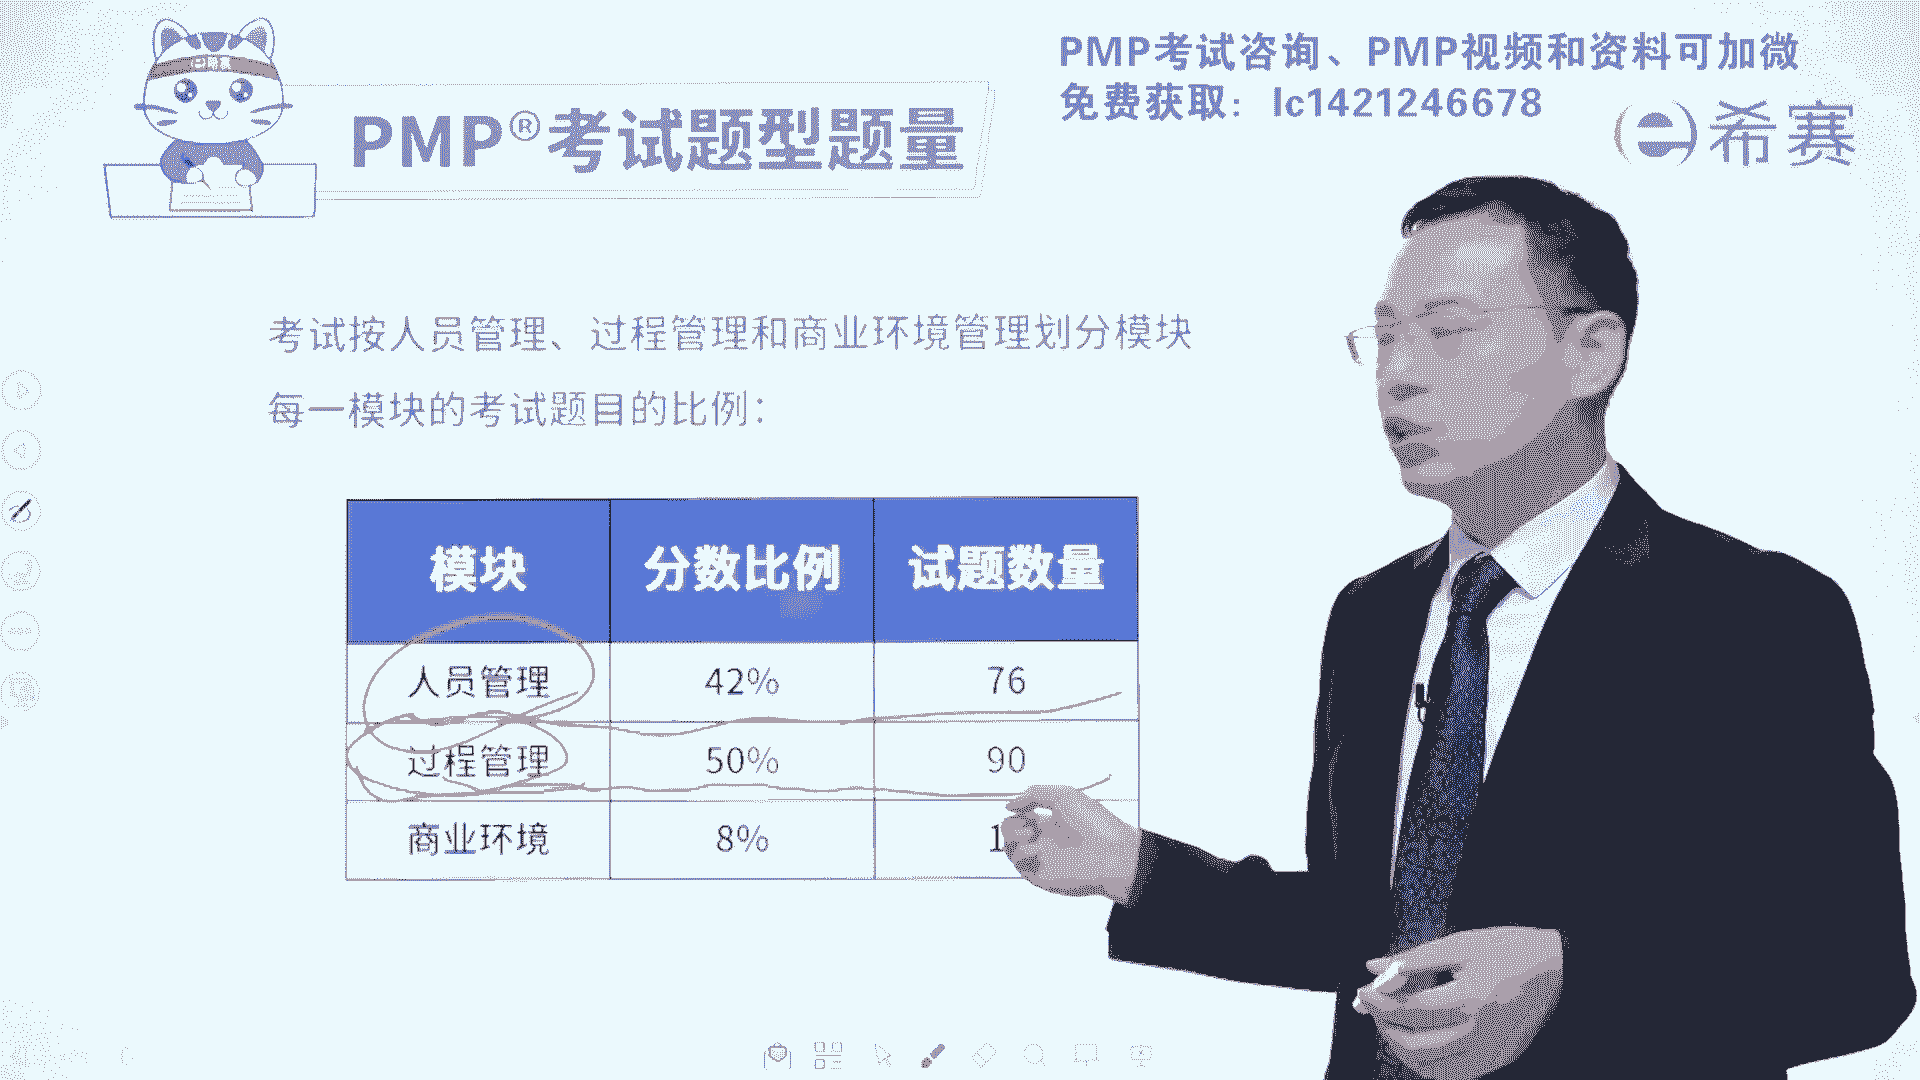 PMP考试咨询、PMP视频和资料可加微
免费获取：lc1421246678
希赛
PMP®考试题型题量
考试按人员管理、过程管理和商业环境管理划分模块
每一模块的考试题目的比例：
模块 分数比例 试题数量
人员管理 42% 76
过程管理 50% 90
商业环境 8%